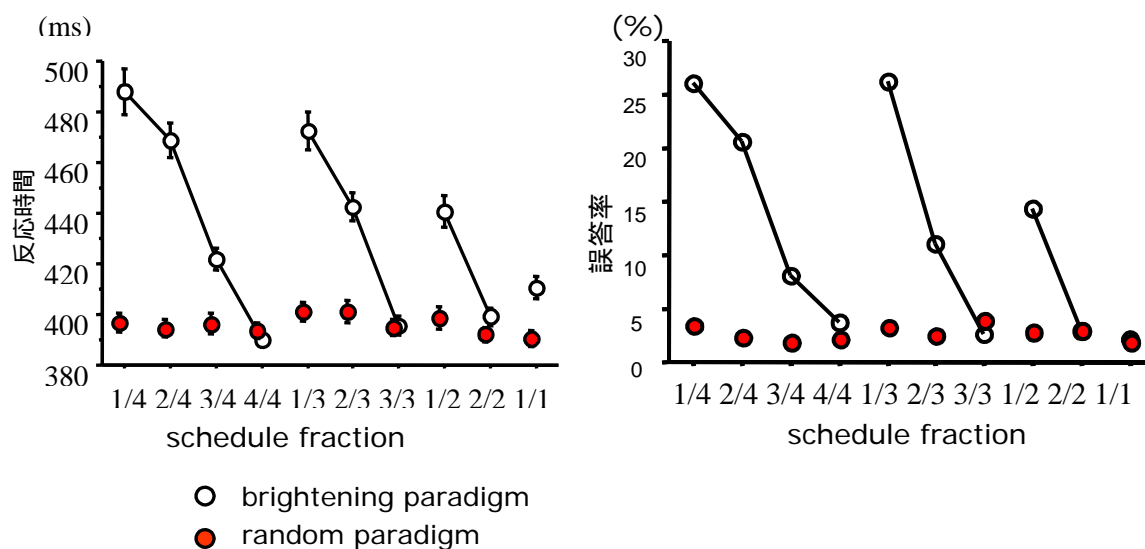 (ms)
500
480
460
440
420
400
380
反応時間
1/4 2/4 3/4 4/4 1/3 2/3 3/3 1/2 2/2 1/1
schedule fraction
(%)
30
25
20
15
10
5
0
誤答率
1/4 2/4 3/4 4/4 1/3 2/3 3/3 1/2 2/2 1/1
schedule fraction
brightening paradigm
random paradigm